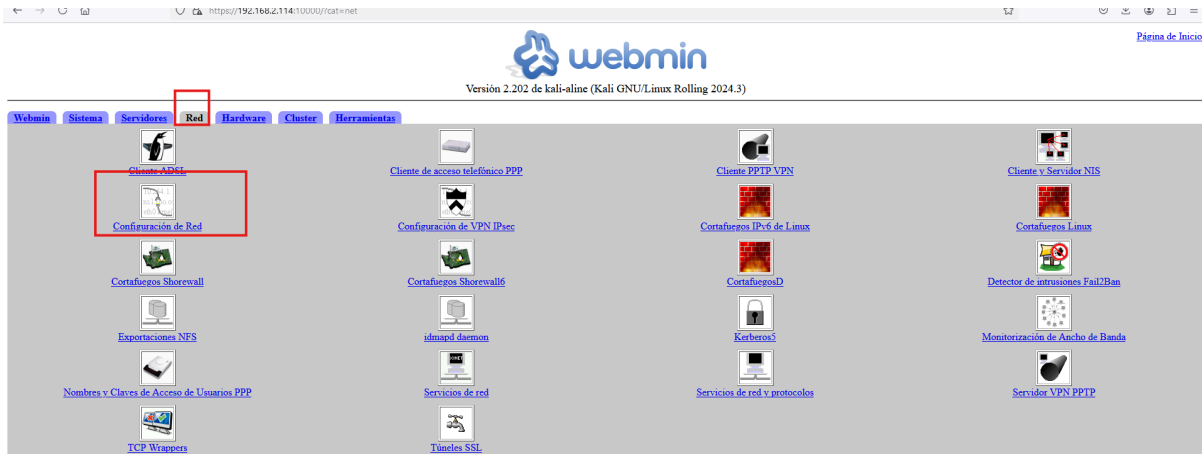 https://192.168.2.114:10000/?cat=net
Página de Inicio
webmin
Versión 2.202 de kali-aline (Kali GNU/Linux Rolling 2024.3)
Webmin Sistema Servidores Red Hardware Cluster Herramientas
Cliente ADSL Cliente de acceso telefónico PPP Cliente PPTP VPN Cliente y Servidor NIS
Configuración de Red Configuración de VPN IPsec Cortafuegos IPv6 de Linux Cortafuegos Linux
Cortafuegos Shorewall Cortafuegos Shorewall6 CortafuegosD Detector de intrusiones Fail2Ban
Exportaciones NFS idmapd daemon Kerberos5 Monitorización de Ancho de Banda
Nombres y Claves de Acceso de Usuarios PPP Servicios de red Servicios de red y protocolos Servidor VPN PPTP
TCP Wrappers Túneles SSL